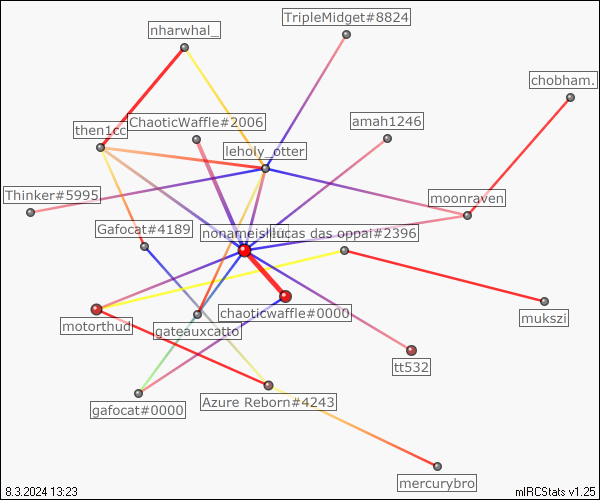 nharwhal_
TripleMidget#8824
chobham.
then1cc
ChaoticWaffle#2006
amah1246
leholy_otter
Thinker#5995
moonraven
Gafocat#4189
lucas das oppai#2396
chaoticwaffle#0000
motorthud
gateauxcatto
mukszi
tt532
gafocat#0000
Azure Reborn#4243
mercurybro
8.3.2024 13:23
mIRCStats v1.25